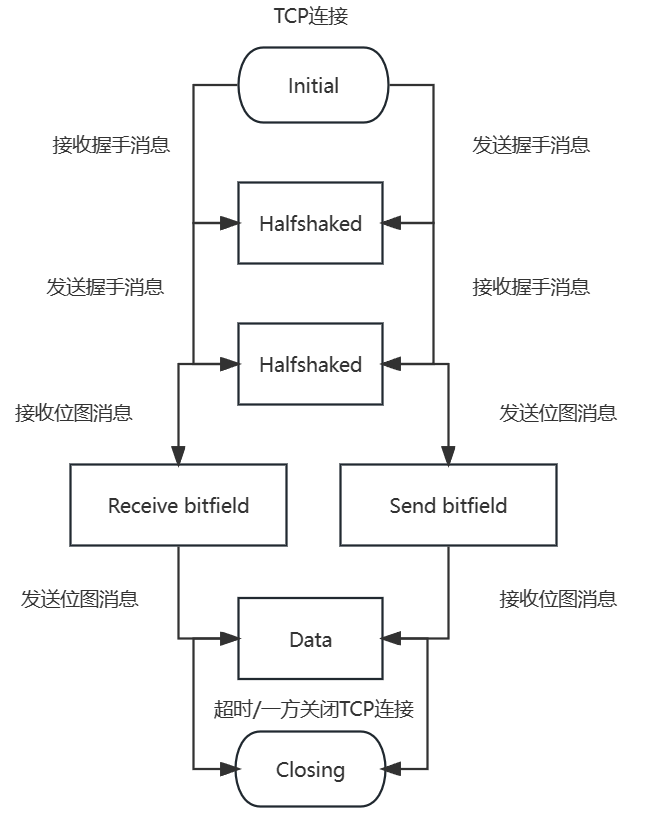 TCP连接
Initial
接收握手消息
发送握手消息
Halfshaked
发送握手消息
接收握手消息
Halfshaked
接收位图消息
发送位图消息
Receive bitfield
Send bitfield
发送位图消息
接收位图消息
Data
超时/一方关闭TCP连接
Closing